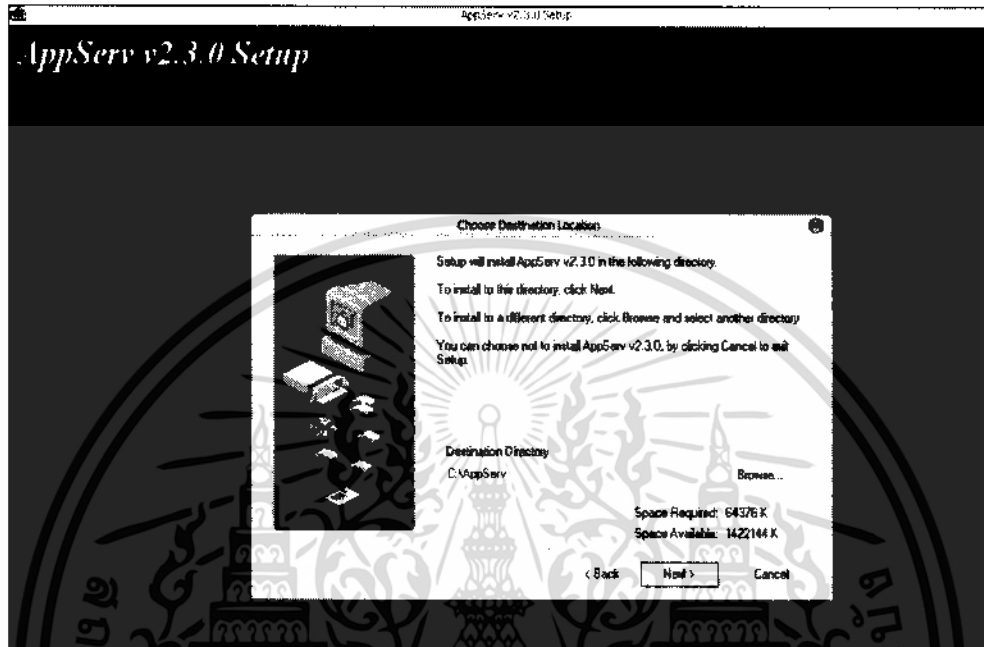 AppServ v2.3.0 Setup
AppServ v2.3.0 Setup
Choose Destination Location
Setup will install AppServ v2.3.0 in the following directory.
To install to this directory, click Next.
To install to a different directory, click Browse and select another directory
You can choose not to install AppServ v2.3.0, by clicking Cancel to exit
Setup.
Destination Directory
C:\AppServ
Browse...
Space Required: 64376 K
Space Available: 1422144 K
< Back
Next >
Cancel